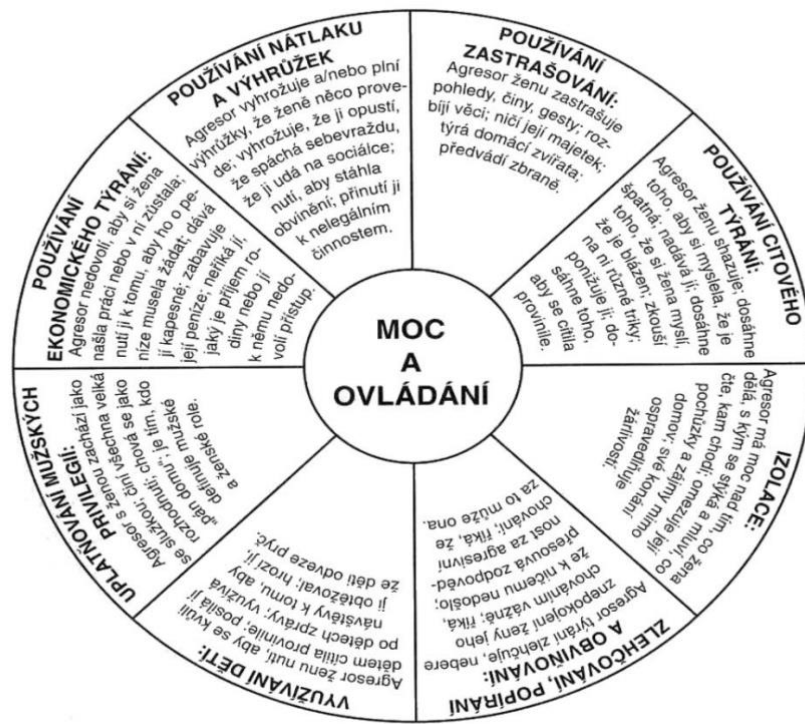 POUŽÍVÁNÍ NÁTLAKU
A VÝHRŮŽEK
Agresor vyhrožuje a/nebo plní
výhrůžky, že ženě něco prove-
de; vyhrožuje, že ji opustí,
že spáchá sebevraždu,
že ji udá na sociálce;
nutí, aby stáhla
obvinění; přinutí ji
k nelegálním
činnostem.
POUŽÍVÁNÍ
ZASTRAŠOVÁNÍ:
Agresor ženu zastrašuje
pohledy, činy, gesty; roz-
bíjí věci; ničí její majetek;
týrá domácí zvířata;
předvádí zbraně.
POUŽÍVÁNÍ CITOVÉHO
TÝRÁNÍ:
Agresor ženu shazuje; dosáhne
toho, aby si myslela, že je
špatná; nadává jí; dosáhne
toho, že si žena myslí,
že je blázen; zkouší
na ní různé triky;
ponižuje ji; do-
sáhne toho,
aby se cítila
provinile.
IZOLACE:
Agresor má moc nad tím, co žena
dělá, s kým se stýká a mluví, co
čte, kam chodí; omezuje její
pochůzky a zájmy mimo
domov; své konání
ospravedlňuje
žárlivostí.
ZLEHČOVÁNÍ, POPÍRÁNÍ
A OBVIŇOVÁNÍ:
Agresor týrání zlehčuje, nebere
znepokojení ženy jeho
chováním vážně; říká,
že k ničemu nedošlo;
přesouvá zodpověd-
nost za agresivní
chování; říká, že
za to může ona.
VYUŽÍVÁNÍ DĚTÍ:
Agresor ženu nutí, aby se kvůli
dětem cítila provinile; posílá jí
po dětech zprávy; využívá
návštěvy k tomu, aby
ji obtěžoval; hrozí jí,
že děti odveze pryč.
UPLATŇOVÁNÍ MUŽSKÝCH
PRIVILEGIÍ:
Agresor s ženou zachází jako
se služkou; činí všechna velká
rozhodnutí; chová se jako
„pán domu“, je tím, kdo
definuje mužské
a ženské role.
POUŽÍVÁNÍ
EKONOMICKÉHO TÝRÁNÍ:
Agresor nedovolí, aby si žena
našla práci nebo v ní zůstala;
nutí ji k tomu, aby ho o pe-
níze musela žádat; dává
jí kapesné; zabavuje
její peníze; neříká jí,
jaký je příjem ro-
diny nebo jí
k němu nedo-
volí přístup.
MOC
A
OVLÁDÁNÍ